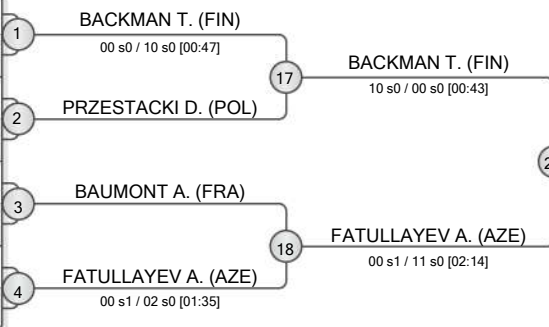 BACKMAN T. (FIN)
1
00 s0 / 10 s0 [00:47]
17
BACKMAN T. (FIN)
10 s0 / 00 s0 [00:43]
PRZESTACKI D. (POL)
2
BAUMONT A. (FRA)
3
18
FATULLAYEV A. (AZE)
00 s1 / 11 s0 [02:14]
FATULLAYEV A. (AZE)
4
00 s1 / 02 s0 [01:35]